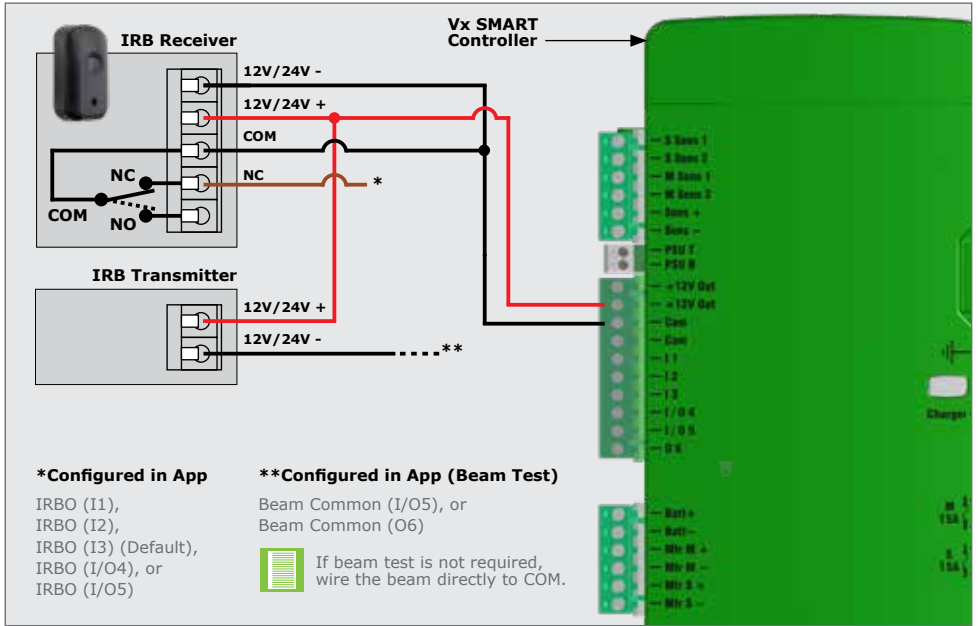 IRB Receiver
Vx SMART
Controller
12V/24V -
12V/24V +
COM
NC
*
NC
COM
NO
IRB Transmitter
12V/24V +
12V/24V -
**
S Sens 1
S Sens 2
M Sens 1
M Sens 2
Sens +
Sens –
PSU T
PSU R
+12V Out
+12V Out
Com
Com
I 1
I 2
I 3
I/O 4
I/O 5
O 6
Charger
Batt+
Batt–
Mtr M +
Mtr M –
Mtr S +
Mtr S –
M
15A
S
15A
*Configured in App
IRBO (I1),
IRBO (I2),
IRBO (I3) (Default),
IRBO (I/O4), or
IRBO (I/O5)
**Configured in App (Beam Test)
Beam Common (I/O5), or
Beam Common (O6)
If beam test is not required,
wire the beam directly to COM.